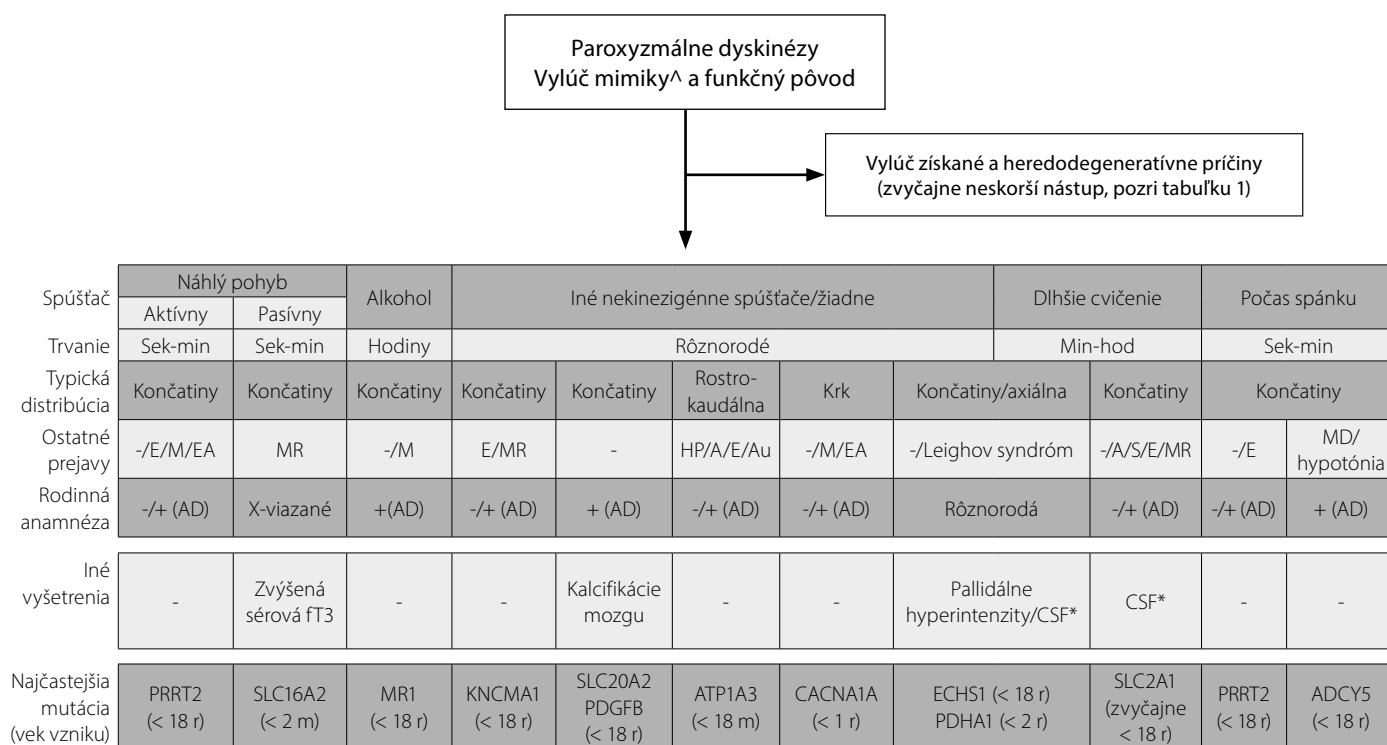 Paroxyzmálne dyskinézy
Vylúč mimiky^ a funkčný pôvod
Vylúč získané a heredodegeneratívne príčiny
(zvyčajne neskorší nástup, pozri tabuľku 1)
Spúšťač Náhlý pohyb Alkohol Iné nekinezigénne spúšťače/žiadne Dlhšie cvičenie Počas spánku
Aktívny Pasívny
Trvanie Sek-min Sek-min Hodiny Rôznorodé Min-hod Sek-min
Typická
distribúcia
Končatiny Končatiny Končatiny Končatiny Končatiny
Rostro-
kaudálna
Krk Končatiny/axiálna Končatiny Končatiny
Ostatné
prejavy
-/E/M/EA MR -/M E/MR - HP/A/E/Au -/M/EA -/Leighov syndróm -/A/S/E/MR -/E
MD/
hypotónia
Rodinná
anamnéza
-/+ (AD) X-viazané +(AD) -/+ (AD) + (AD) -/+ (AD) -/+ (AD) Rôznorodá -/+ (AD) -/+ (AD) + (AD)
Iné
vyšetrenia
-
Zvýšená
sérová fT3
- -
Kalcifikácie
mozgu
- -
Pallidálne
hyperintenzity/CSF*
CSF* - -
Najčastejšia
mutácia
(vek vzniku)
PRRT2
(< 18 r)
SLC16A2
(< 2 m)
MR1
(< 18 r)
KNCMA1
(< 18 r)
SLC20A2
PDGFB
(< 18 r)
ATP1A3
(< 18 m)
CACNA1A
(< 1 r)
ECHS1 (< 18 r)
PDHA1 (< 2 r)
SLC2A1
(zvyčajne
< 18 r)
PRRT2
(< 18 r)
ADCY5
(< 18 r)